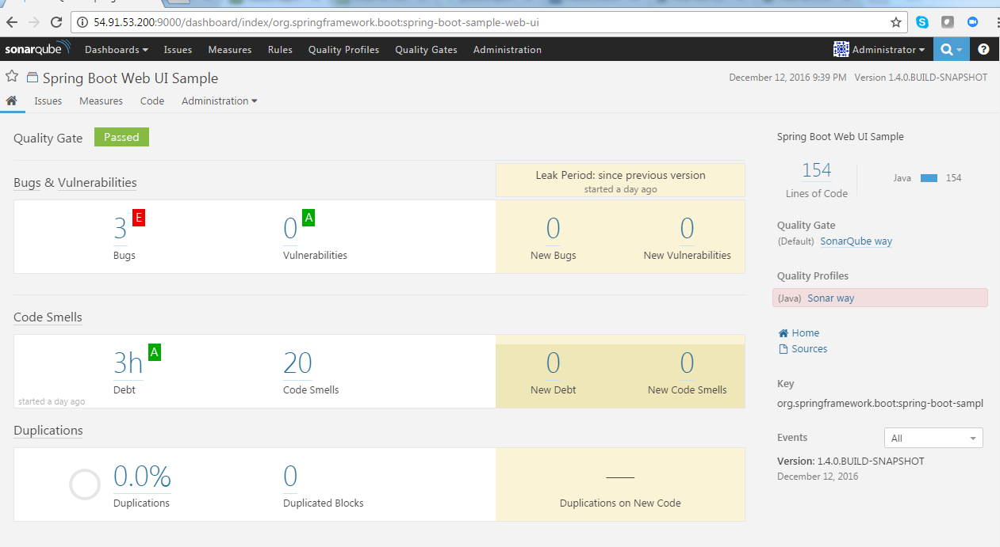 54.91.53.200:9000/dashboard/index/org.springframework.boot:spring-boot-sample-web-ui
sonarqube Dashboards Issues Measures Rules Quality Profiles Quality Gates Administration Administrator ?
Spring Boot Web UI Sample December 12, 2016 9:39 PM Version 1.4.0.BUILD-SNAPSHOT
Issues Measures Code Administration
Quality Gate Passed
Bugs & Vulnerabilities
Leak Period: since previous version
started a day ago
3 E 0 A 0 0
Bugs Vulnerabilities New Bugs New Vulnerabilities
Code Smells
3h A 20 0 0
Debt Code Smells New Debt New Code Smells
started a day ago
Duplications
0.0% 0 —
Duplications Duplicated Blocks Duplications on New Code
Spring Boot Web UI Sample
154 Java 154
Lines of Code
Quality Gate
(Default) SonarQube way
Quality Profiles
(Java) Sonar way
Home
Sources
Key
org.springframework.boot:spring-boot-sampl
Events All
Version: 1.4.0.BUILD-SNAPSHOT
December 12, 2016